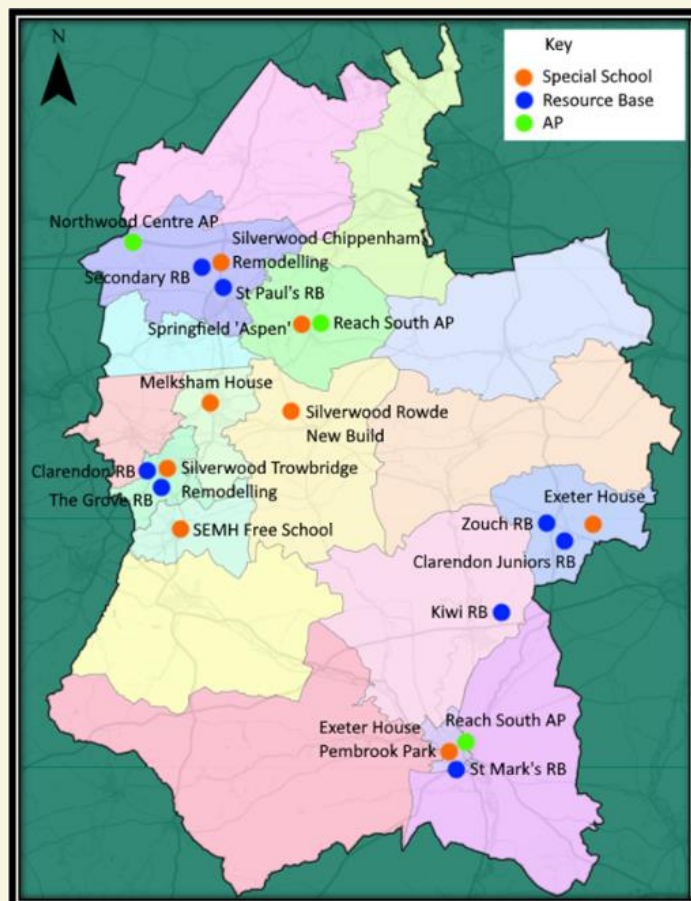 N
Key
Special School
Resource Base
AP
Northwood Centre AP
Silverwood Chippenham
Remodelling
Secondary RB
St Paul's RB
Springfield 'Aspen'
Reach South AP
Melksham House
Silverwood Rowde
New Build
Clarendon RB
Silverwood Trowbridge
Remodelling
The Grove RB
SEMH Free School
Exeter House
Zouch RB
Clarendon Juniors RB
Kiwi RB
Reach South AP
Exeter House
Pembrook Park
St Mark's RB